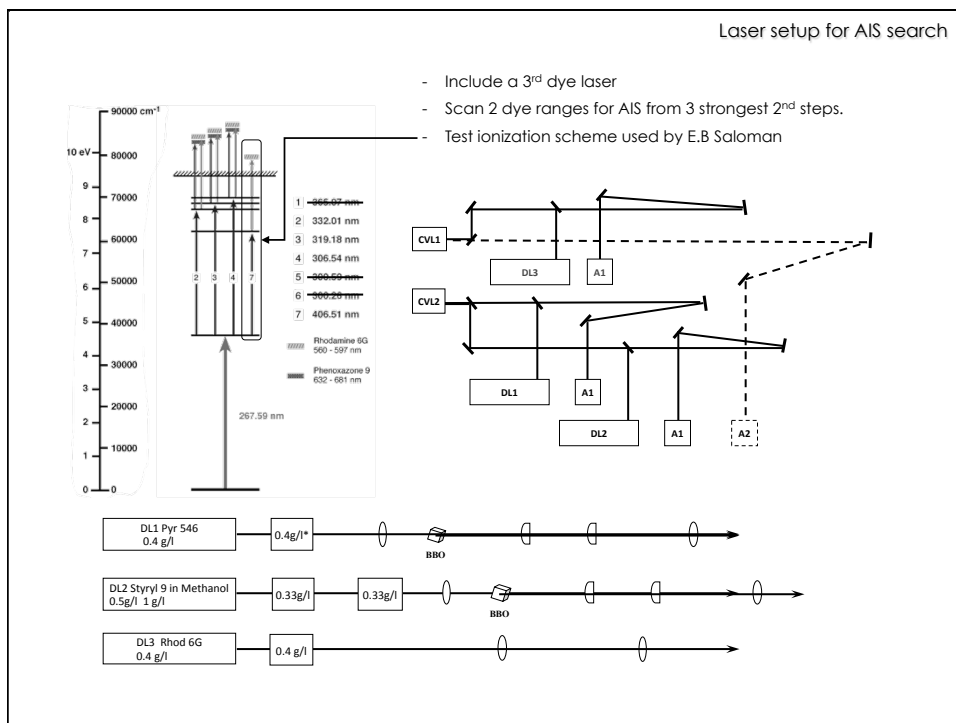 Laser setup for AIS search
- Include a 3rd dye laser
- Scan 2 dye ranges for AIS from 3 strongest 2nd steps.
- Test ionization scheme used by E.B Saloman
90000 cm-1
10 eV
80000
9
70000
8
7
60000
6
50000
5
40000
4
30000
3
20000
2
10000
1
0
0
2
3
4
7
267.59 nm
1 365.07 nm
2 332.01 nm
3 319.18 nm
4 306.54 nm
5
6
7 406.51 nm
Rhodamine 6G
560 - 597 nm
Phenoxazone 9
632 - 681 nm
CVL1
DL3
A1
CVL2
DL1
A1
DL2
A1
A2
DL1 Pyr 546
0.4 g/l
0.4g/l*
BBO
DL2 Styryl 9 in Methanol
0.5g/l 1 g/l
0.33g/l
0.33g/l
BBO
DL3 Rhod 6G
0.4 g/l
0.4 g/l